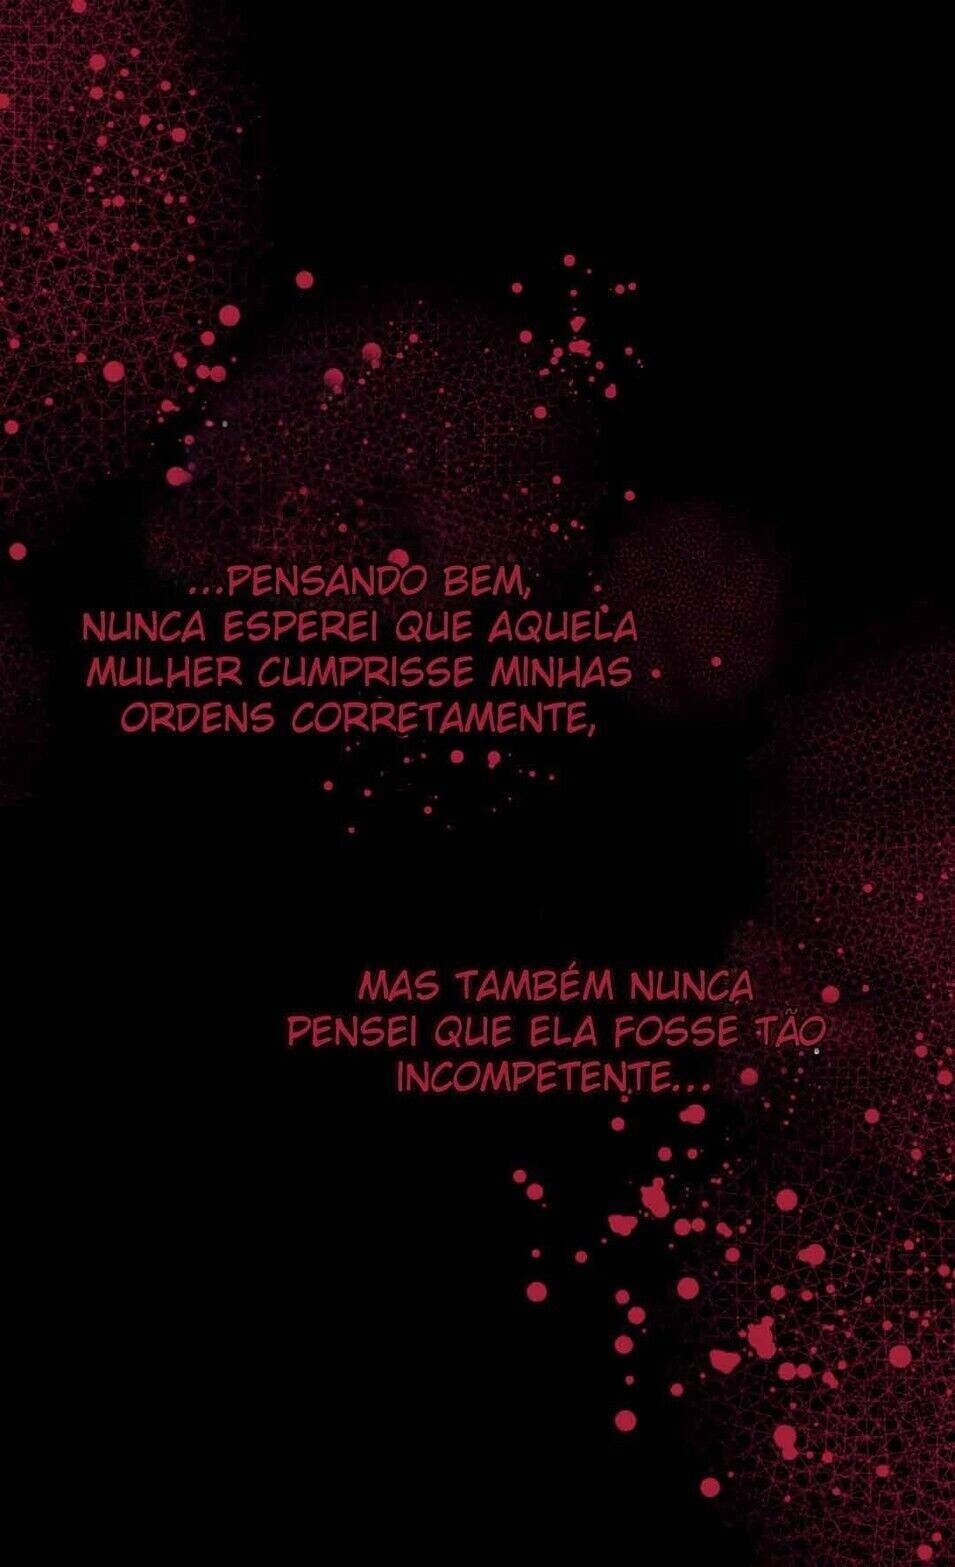 ...PENSANDO BEM,
NUNCA ESPEREI QUE AQUELA
MULHER CUMPRISSE MINHAS
ORDENS CORRETAMENTE,
MAS TAMBÉM NUNCA
PENSEI QUE ELA FOSSE TÃO
INCOMPETENTE...